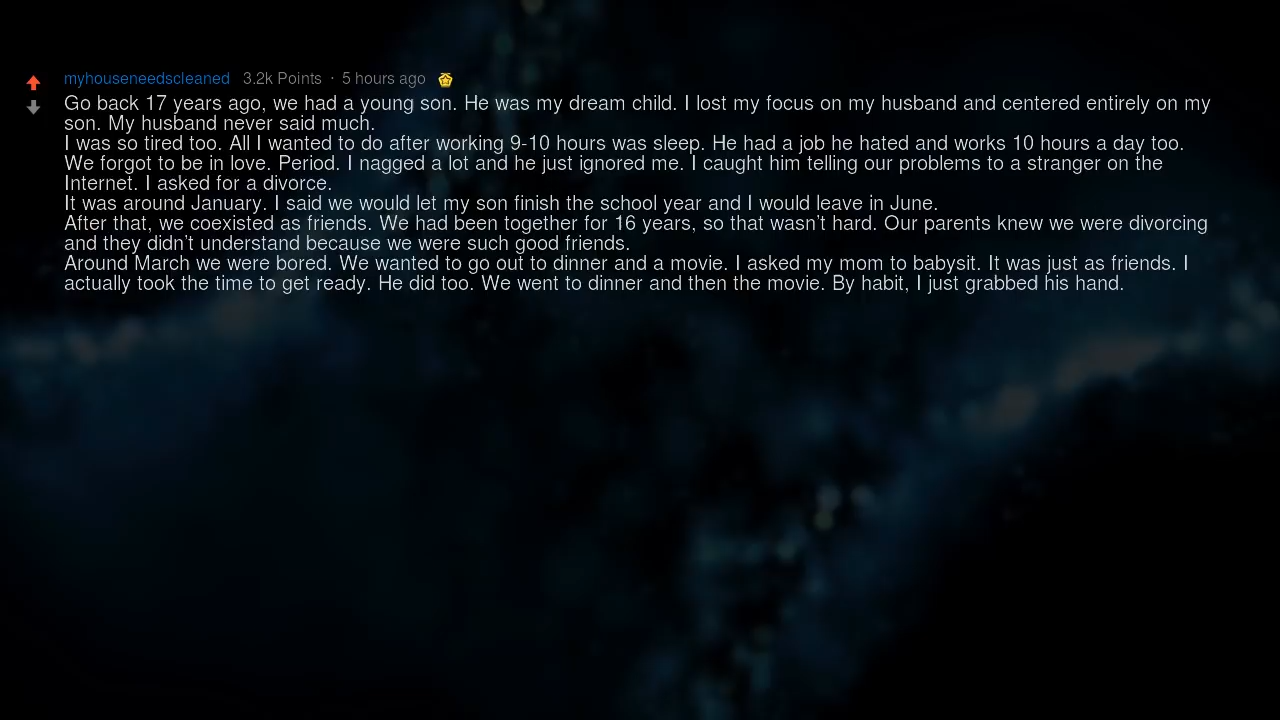 myhouseneedscleaned 3.2k Points · 5 hours ago
Go back 17 years ago, we had a young son. He was my dream child. I lost my focus on my husband and centered entirely on my
son. My husband never said much.
I was so tired too. All I wanted to do after working 9-10 hours was sleep. He had a job he hated and works 10 hours a day too.
We forgot to be in love. Period. I nagged a lot and he just ignored me. I caught him telling our problems to a stranger on the
Internet. I asked for a divorce.
It was around January. I said we would let my son finish the school year and I would leave in June.
After that, we coexisted as friends. We had been together for 16 years, so that wasn't hard. Our parents knew we were divorcing
and they didn't understand because we were such good friends.
Around March we were bored. We wanted to go out to dinner and a movie. I asked my mom to babysit. It was just as friends. I
actually took the time to get ready. He did too. We went to dinner and then the movie. By habit, I just grabbed his hand.